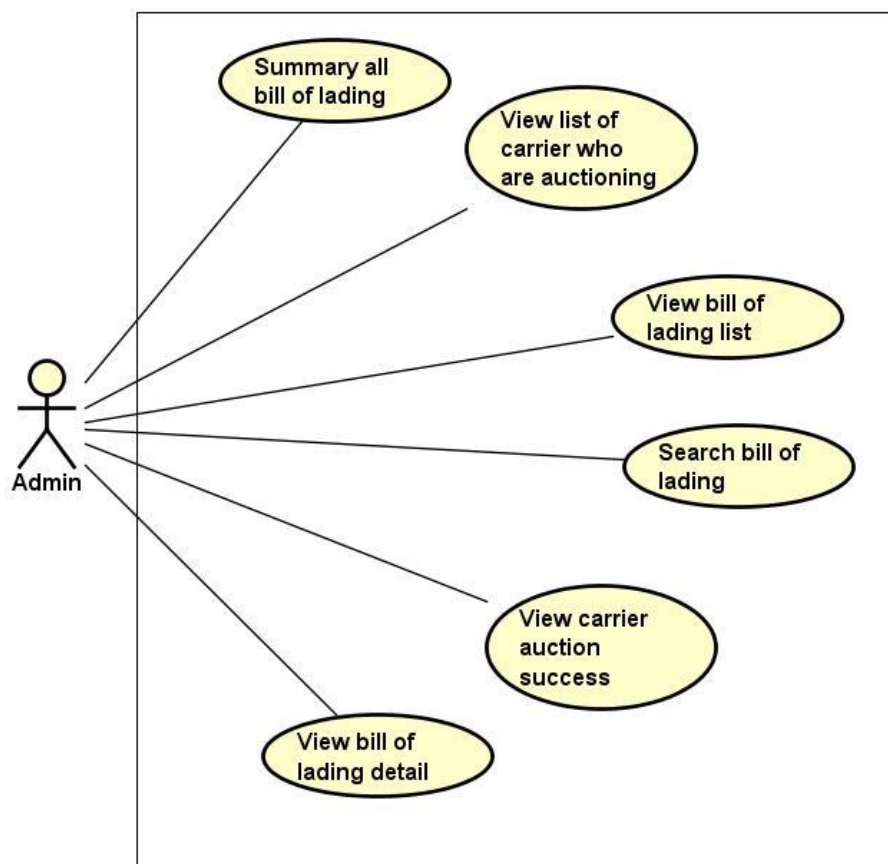 Summary all
bill of lading
View list of
carrier who
are auctioning
View bill of
lading list
Search bill of
lading
Admin
View carrier
auction
success
View bill of
lading detail